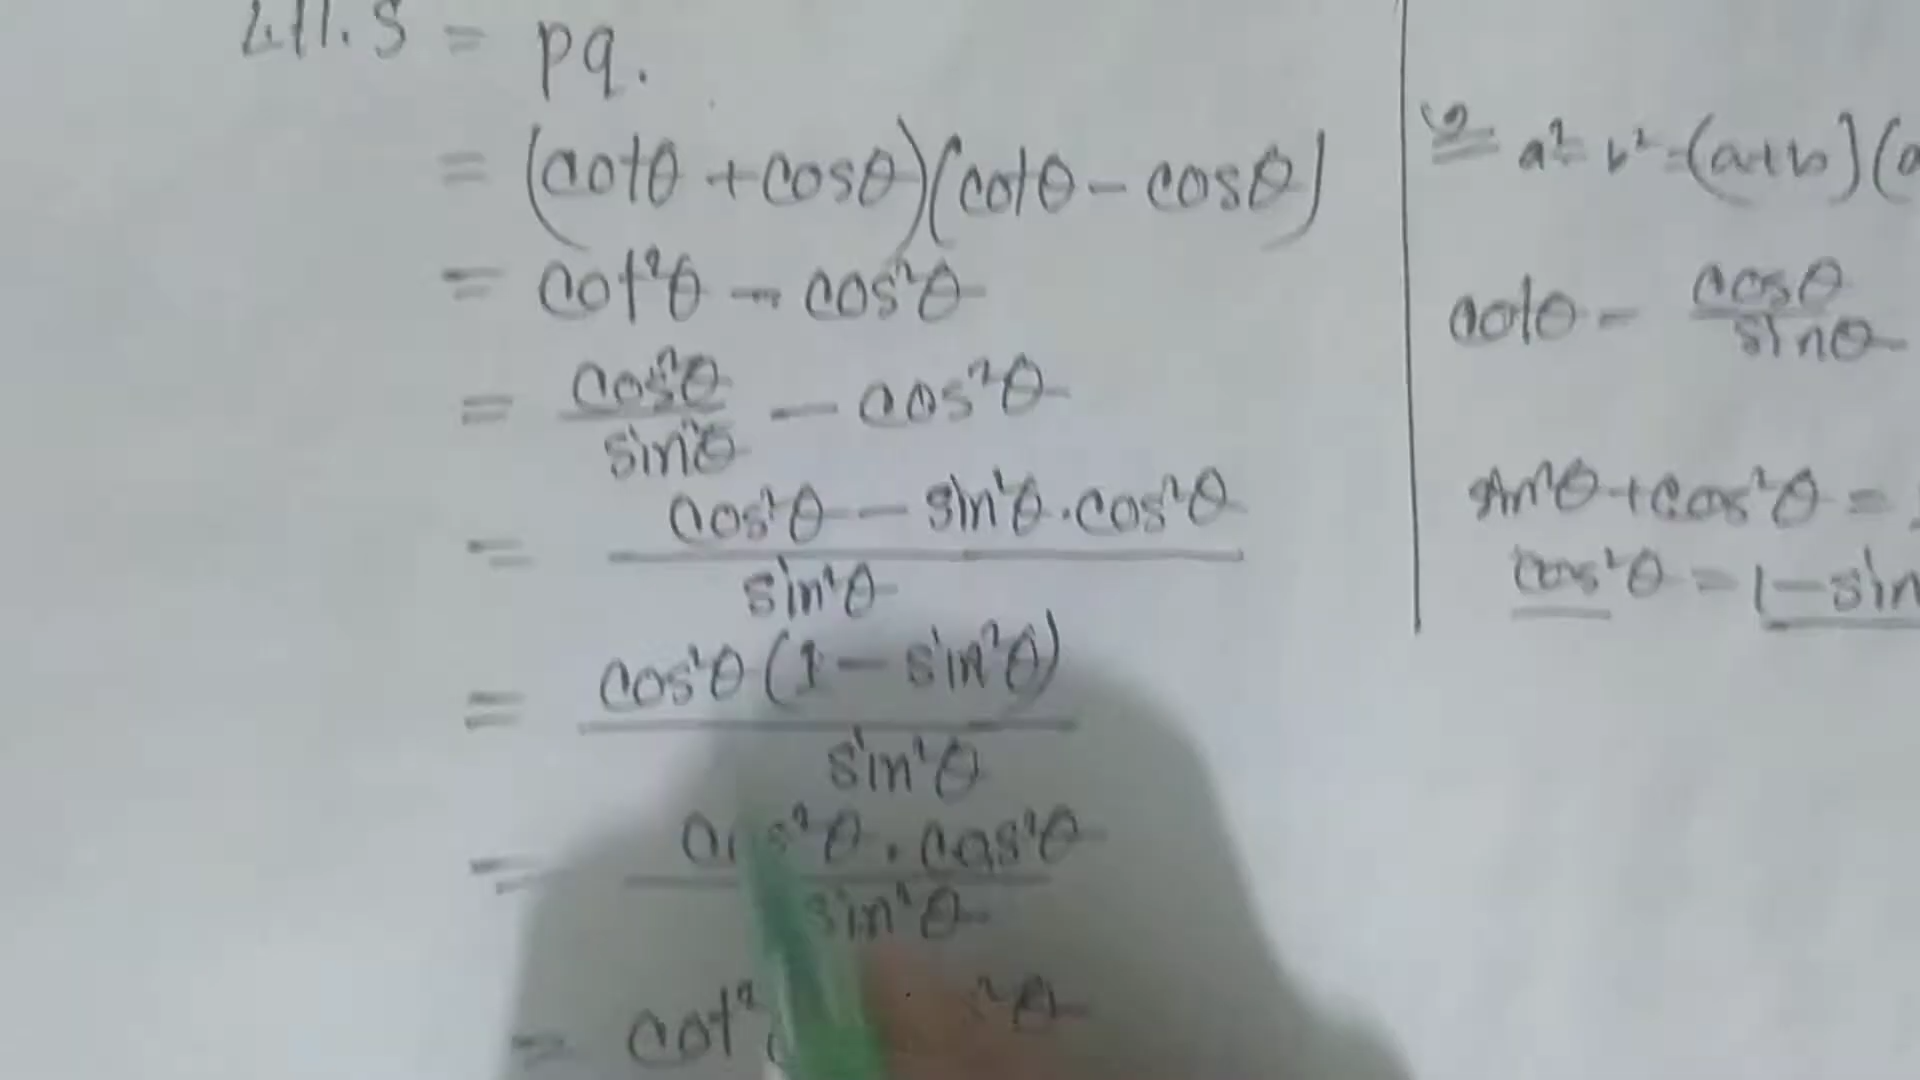 L.H.S = pq.
= (cotθ + cosθ)(cotθ - cosθ)
= cot²θ - cos²θ
= cos²θ/sin²θ - cos²θ
= cos²θ - sin²θ·cos²θ / sin²θ
= cos²θ (1 - sin²θ) / sin²θ
= cos²θ · cos²θ / sin²θ
= cot² ²θ
a² - b² = (a+b)(a
cotθ = cosθ/sinθ
sin²θ + cos²θ =
cos²θ = 1 - sin